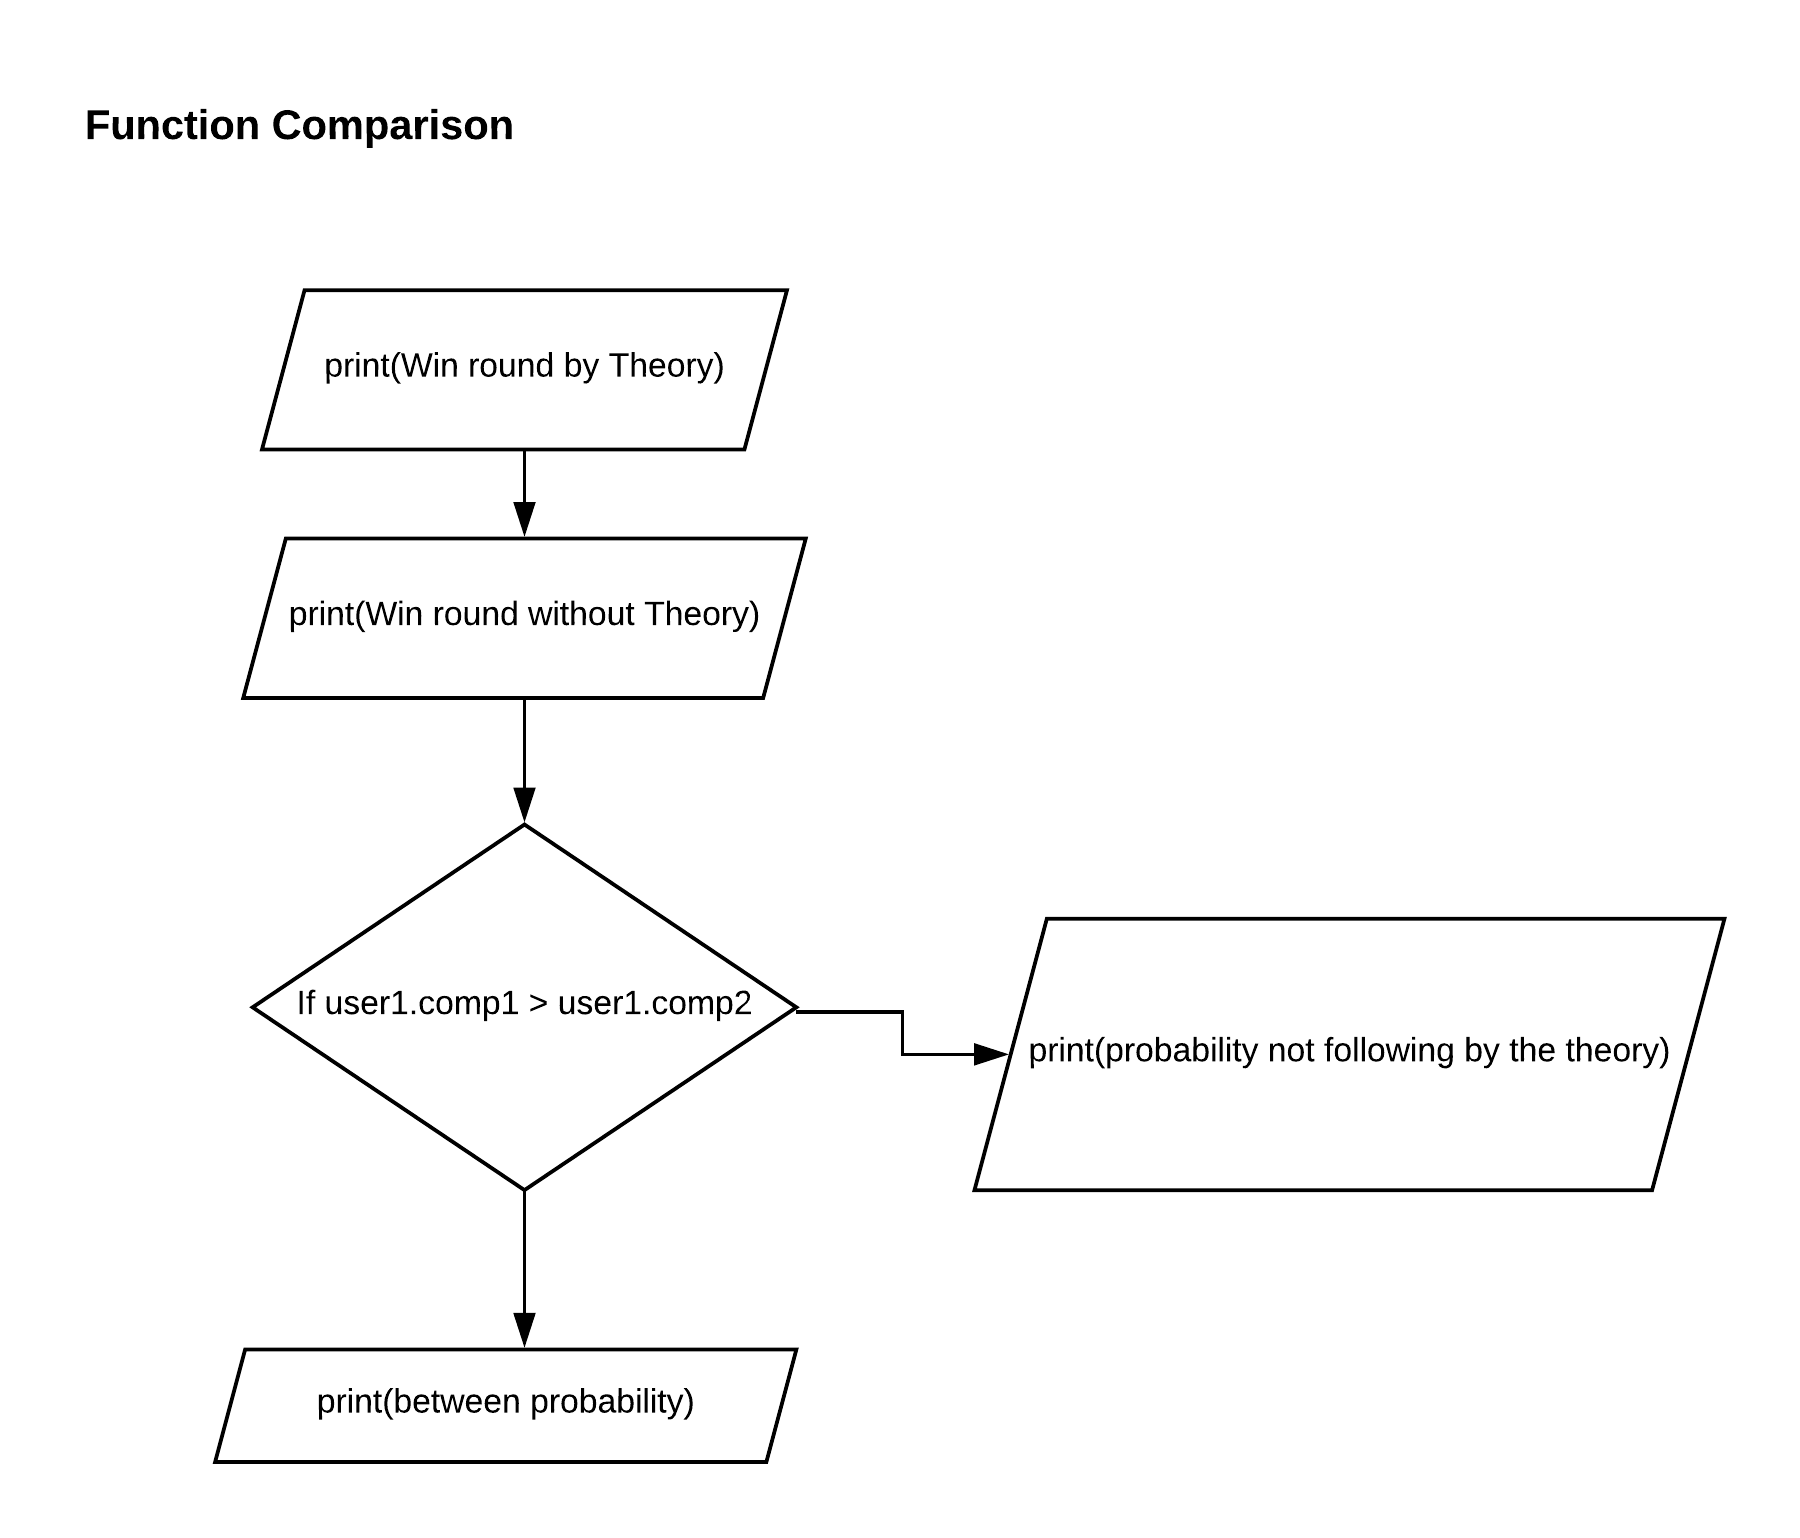 Function Comparison
print(Win round by Theory)
print(Win round without Theory)
If user1.comp1 > user1.comp2
print(probability not following by the theory)
print(between probability)